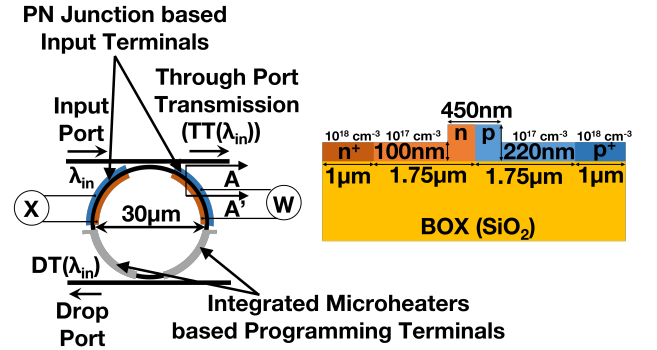 PN Junction based
Input Terminals
Through Port
Transmission
(TT(λin))
Input
Port
λin
A
A'
X
W
30μm
DT(λin)
Drop
Port
Integrated Microheaters
based Programming Terminals
450nm
10¹⁸ cm⁻³ 10¹⁷ cm⁻³ n p 10¹⁷ cm⁻³ 10¹⁸ cm⁻³
n⁺ 100nm 220nm p⁺
1μm 1.75μm 1.75μm 1μm
BOX (SiO₂)